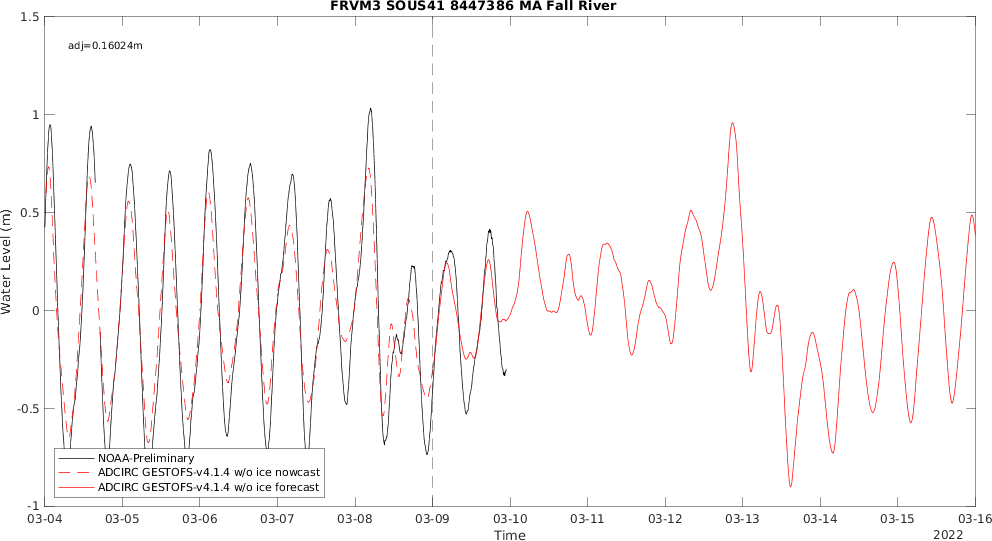 FRVM3 SOUS41 8447386 MA Fall River
adj=0.16024m
Water Level (m)
1.5
1
0.5
0
-0.5
-1
NOAA-Preliminary
ADCIRC GESTOFS-v4.1.4 w/o ice nowcast
ADCIRC GESTOFS-v4.1.4 w/o ice forecast
03-04 03-05 03-06 03-07 03-08 03-09 03-10 03-11 03-12 03-13 03-14 03-15 03-16
Time
2022